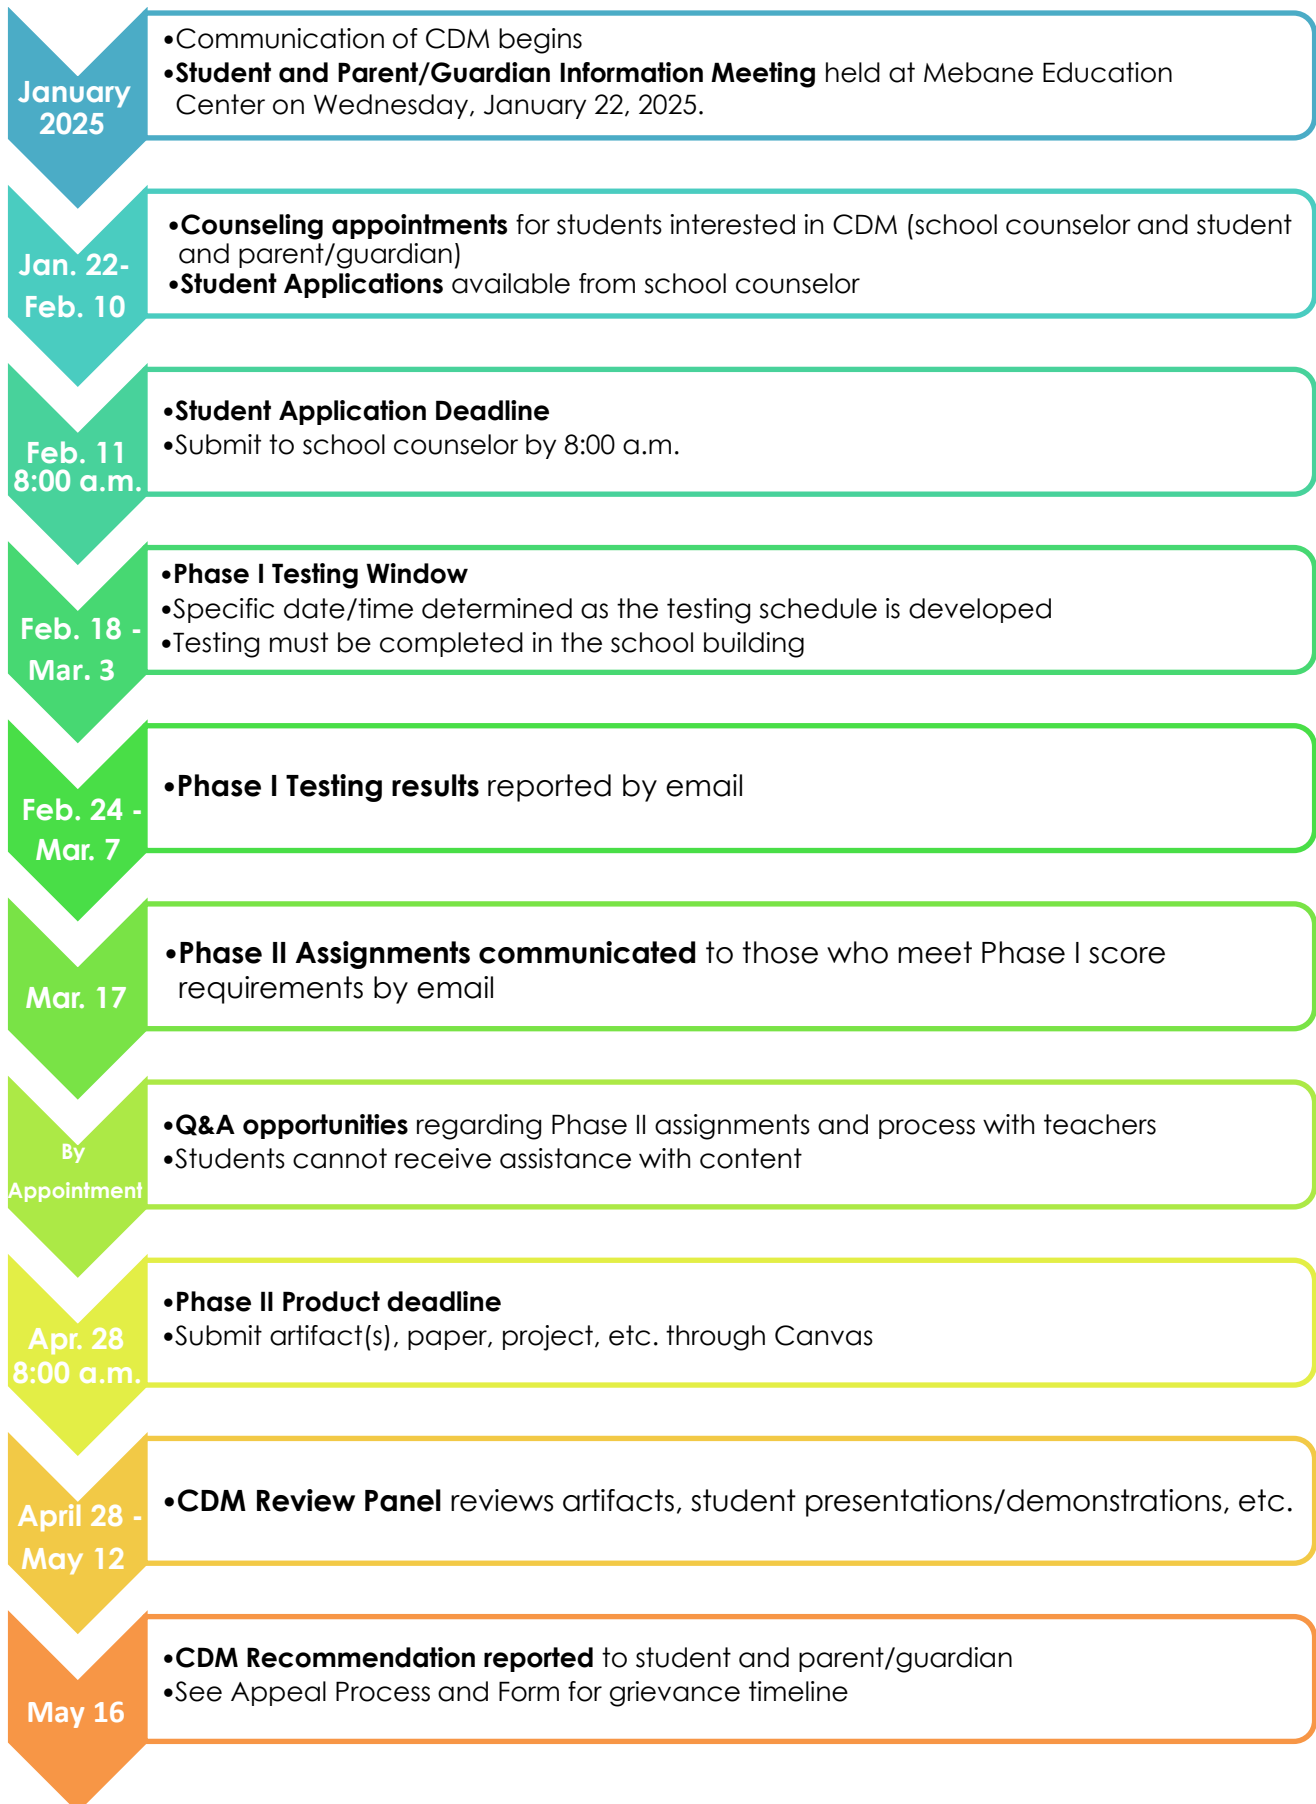 January
2025
•Communication of CDM begins
•Student and Parent/Guardian Information Meeting held at Mebane Education
Center on Wednesday, January 22, 2025.
Jan. 22-
Feb. 10
•Counseling appointments for students interested in CDM (school counselor and student
and parent/guardian)
•Student Applications available from school counselor
Feb. 11
8:00 a.m.
•Student Application Deadline
•Submit to school counselor by 8:00 a.m.
Feb. 18 -
Mar. 3
•Phase I Testing Window
•Specific date/time determined as the testing schedule is developed
•Testing must be completed in the school building
Feb. 24 -
Mar. 7
•Phase I Testing results reported by email
Mar. 17
•Phase II Assignments communicated to those who meet Phase I score
requirements by email
By
Appointment
•Q&A opportunities regarding Phase II assignments and process with teachers
•Students cannot receive assistance with content
Apr. 28
8:00 a.m.
•Phase II Product deadline
•Submit artifact(s), paper, project, etc. through Canvas
April 28 -
May 12
•CDM Review Panel reviews artifacts, student presentations/demonstrations, etc.
May 16
•CDM Recommendation reported to student and parent/guardian
•See Appeal Process and Form for grievance timeline